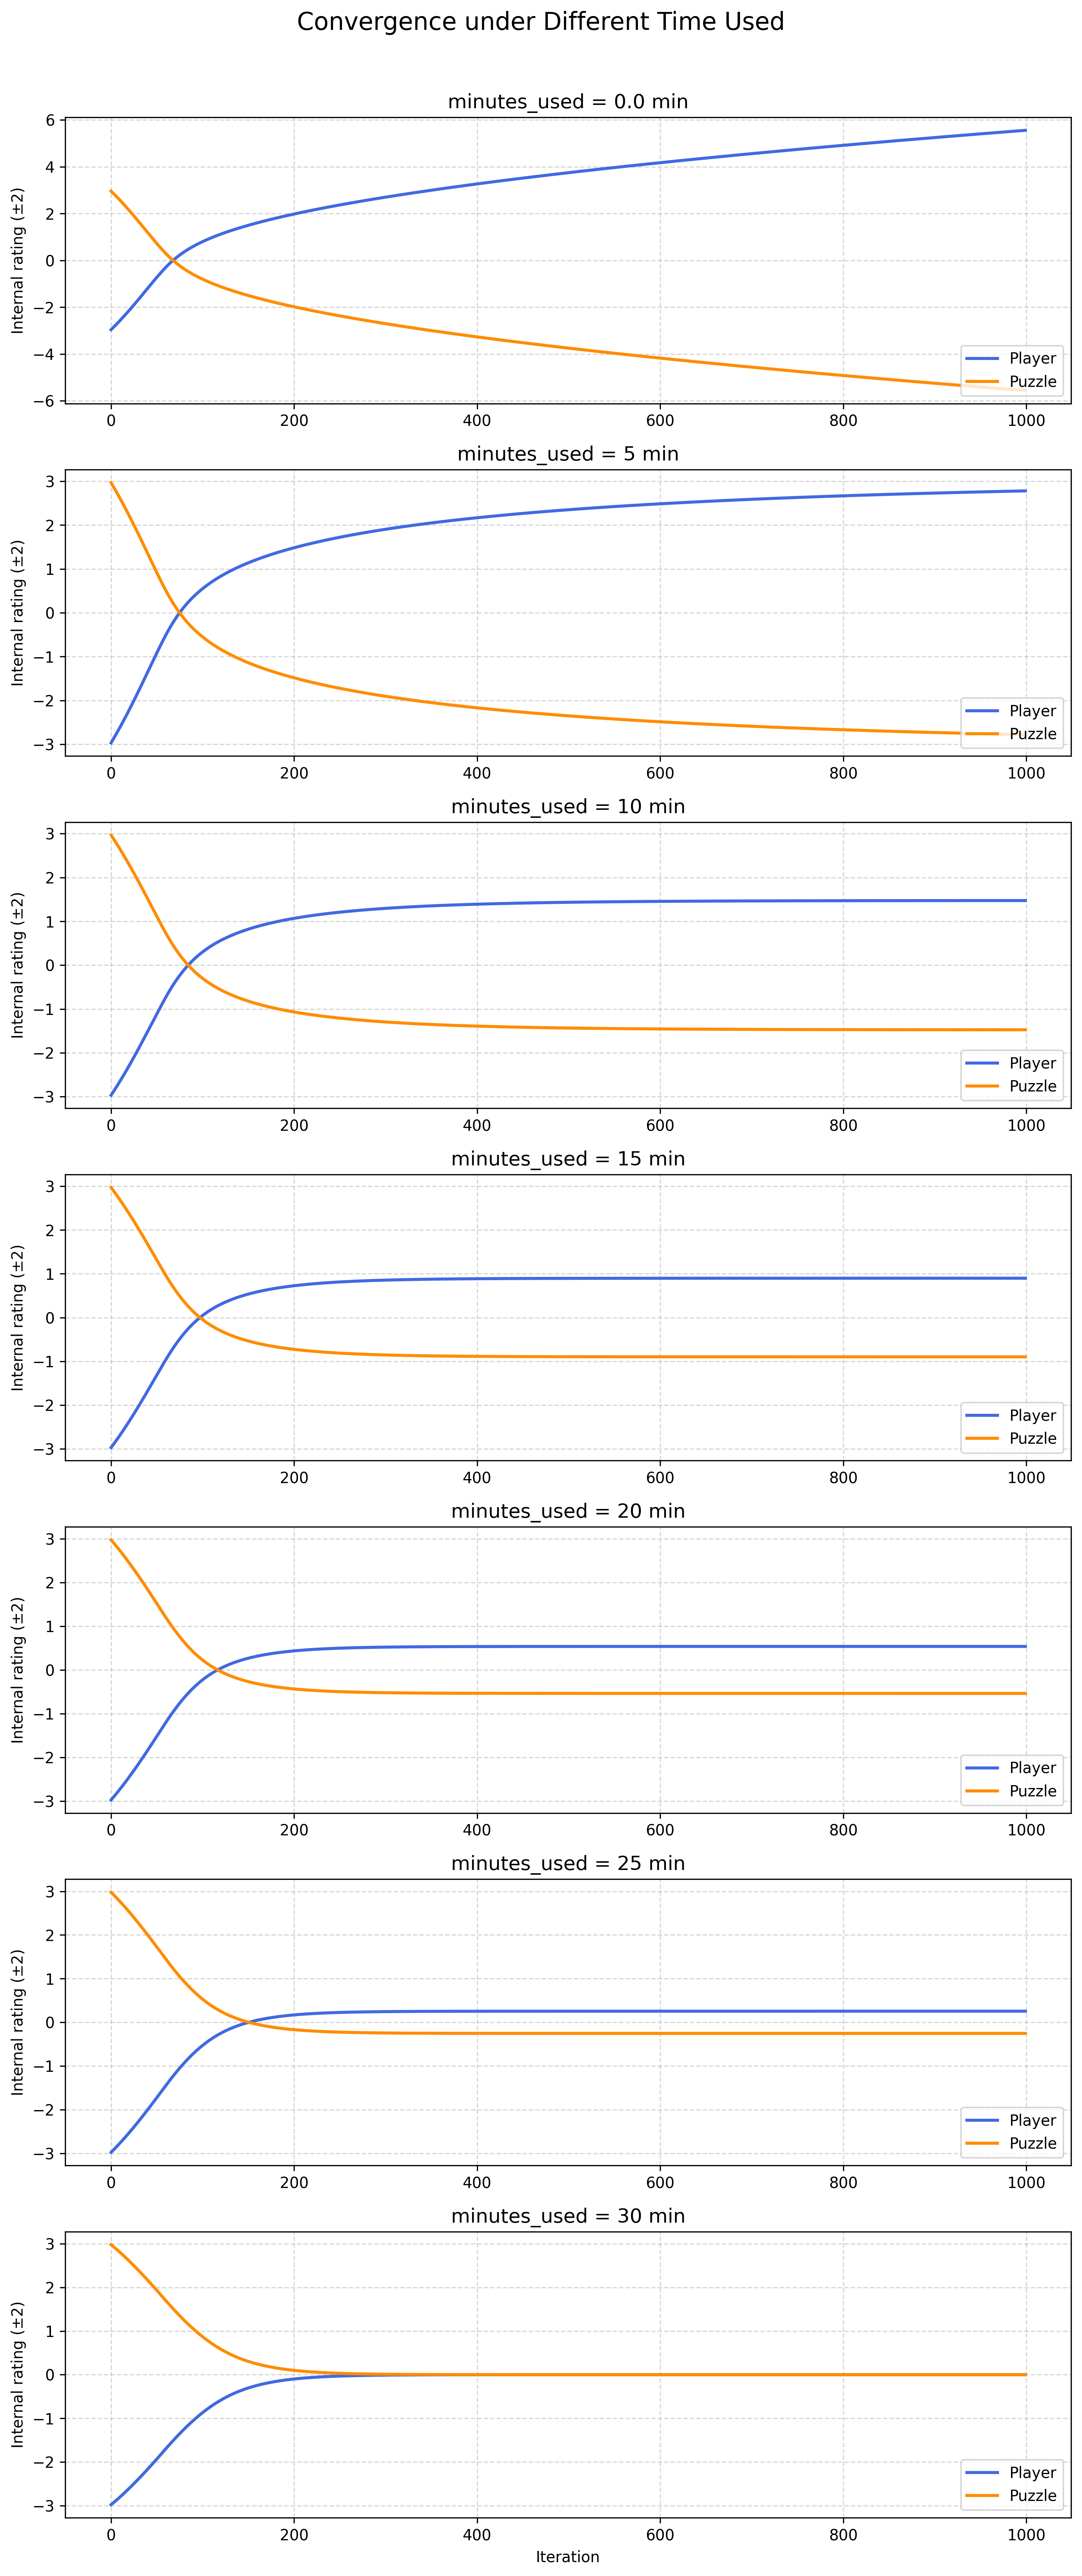 Convergence under Different Time Used
minutes_used = 0.0 min
Internal rating (±2)
6
4
2
0
−2
−4
−6
0 200 400 600 800 1000
Player
Puzzle
minutes_used = 5 min
Internal rating (±2)
3
2
1
0
−1
−2
−3
0 200 400 600 800 1000
Player
Puzzle
minutes_used = 10 min
Internal rating (±2)
3
2
1
0
−1
−2
−3
0 200 400 600 800 1000
Player
Puzzle
minutes_used = 15 min
Internal rating (±2)
3
2
1
0
−1
−2
−3
0 200 400 600 800 1000
Player
Puzzle
minutes_used = 20 min
Internal rating (±2)
3
2
1
0
−1
−2
−3
0 200 400 600 800 1000
Player
Puzzle
minutes_used = 25 min
Internal rating (±2)
3
2
1
0
−1
−2
−3
0 200 400 600 800 1000
Player
Puzzle
minutes_used = 30 min
Internal rating (±2)
3
2
1
0
−1
−2
−3
0 200 400 600 800 1000
Player
Puzzle
Iteration